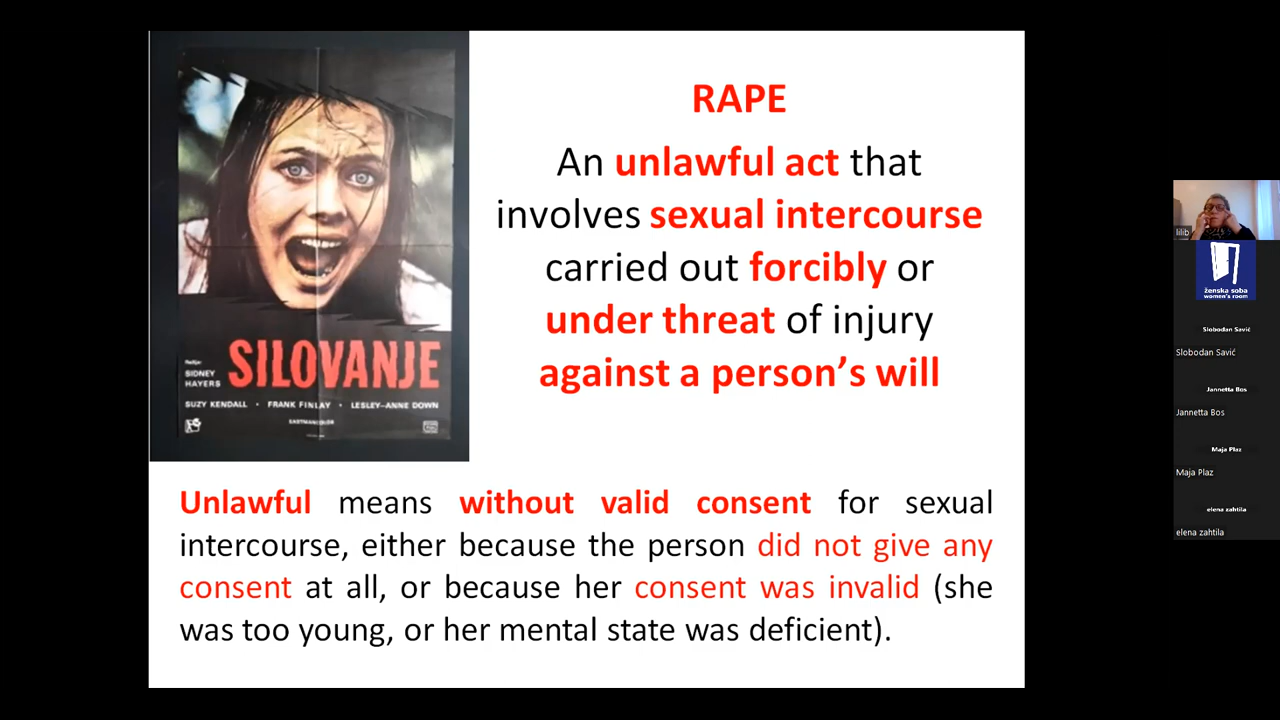 RAPE
An unlawful act that
involves sexual intercourse
carried out forcibly or
under threat of injury
against a person’s will
SIDNEY
HAYERS
SILOVANJE
SUZY KENDALL • FRANK FINLAY • LESLEY-ANNE DOWN
Unlawful means without valid consent for sexual
intercourse, either because the person did not give any
consent at all, or because her consent was invalid (she
was too young, or her mental state was deficient).
lilib
ženska soba
women's room
Slobodan Savić
Slobodan Savić
Jannetta Bos
Jannetta Bos
Maja Plaz
Maja Plaz
elena zahtila
elena zahtila